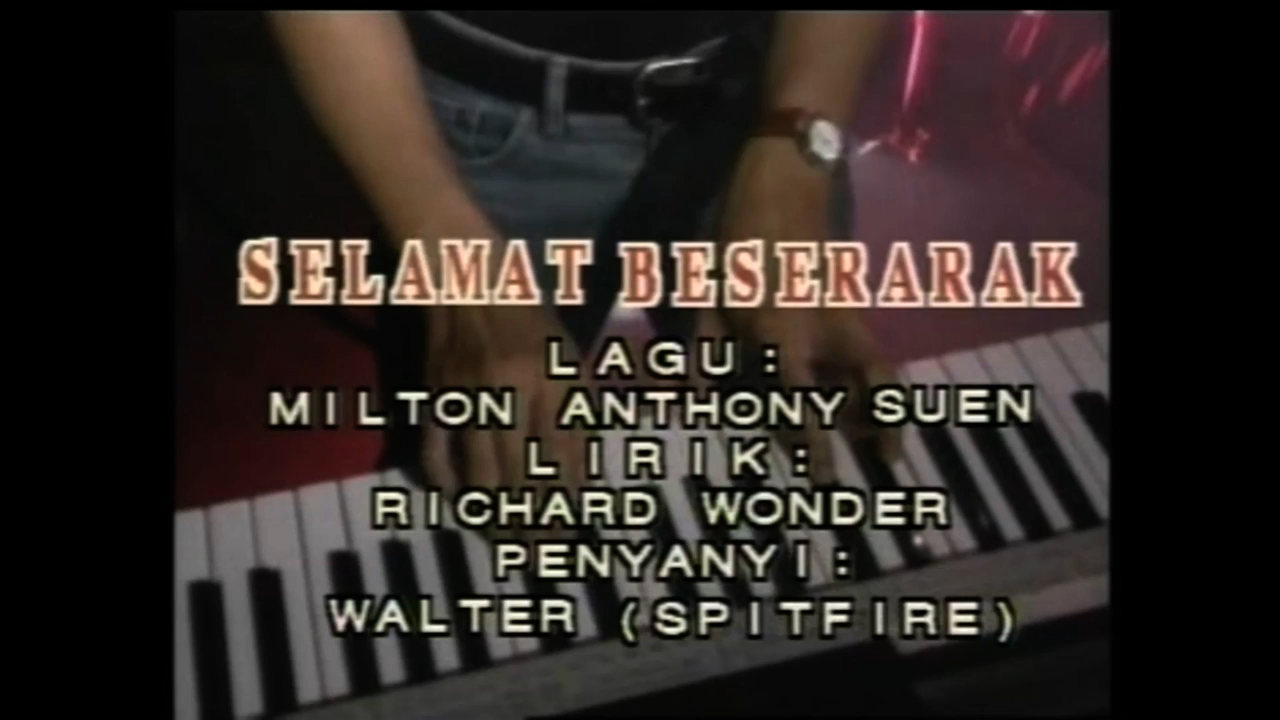 SELAMAT BESERARAK
LAGU:
MILTON ANTHONY SUEN
LIRIK:
RICHARD WONDER
PENYANYI:
WALTER (SPITFIRE)